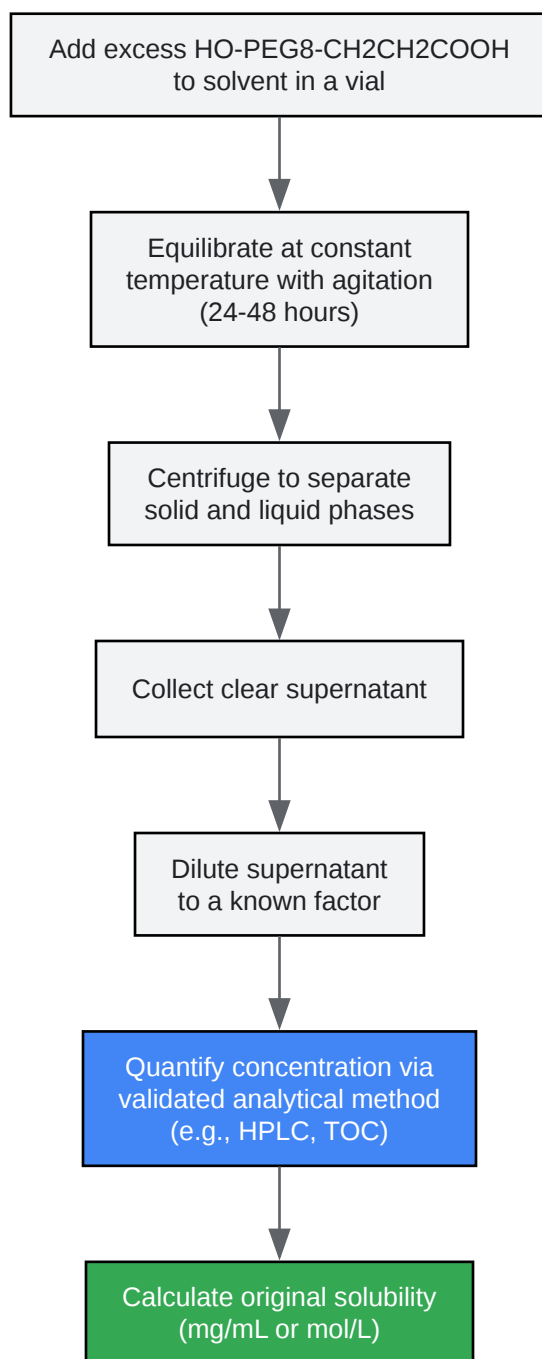 Add excess HO-PEG8-CH2CH2COOH
to solvent in a vial
Equilibrate at constant
temperature with agitation
(24-48 hours)
Centrifuge to separate
solid and liquid phases
Collect clear supernatant
Dilute supernatant
to a known factor
Quantify concentration via
validated analytical method
(e.g., HPLC, TOC)
Calculate original solubility
(mg/mL or mol/L)